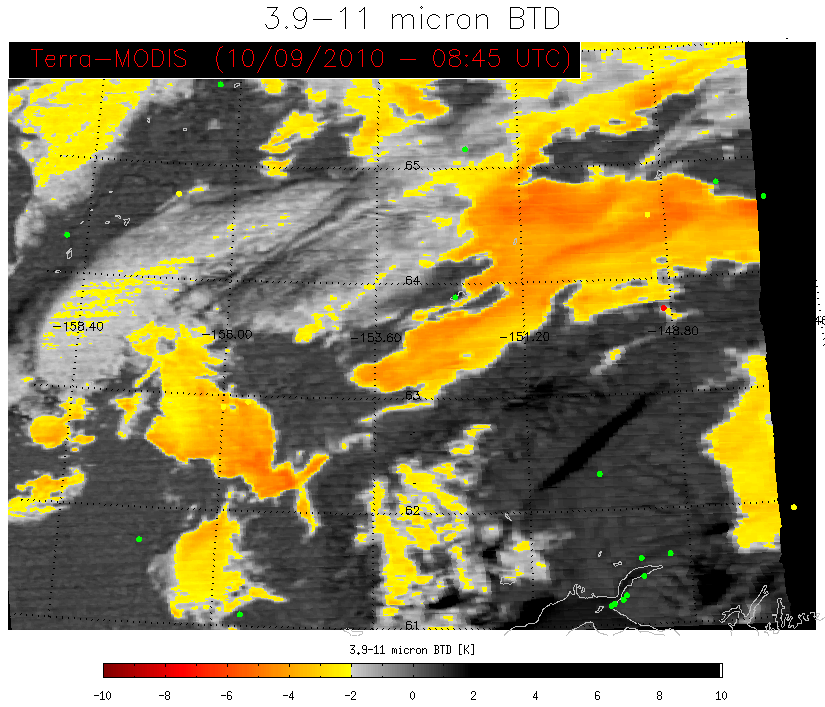 3.9-11 micron BTD
Terra-MODIS (10/09/2010 - 08:45 UTC)
65
64
-158.40 -156.00 -153.60 -151.20 -148.80
63
62
61
3.9-11 micron BTD [K]
-10 -8 -6 -4 -2 0 2 4 6 8 10